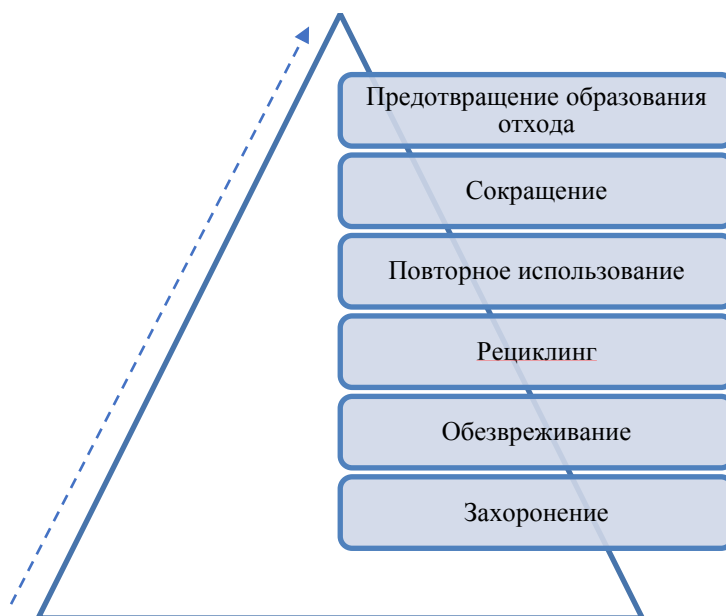 Предотвращение образования
отхода
Сокращение
Повторное использование
Рециклинг
Обезвреживание
Захоронение